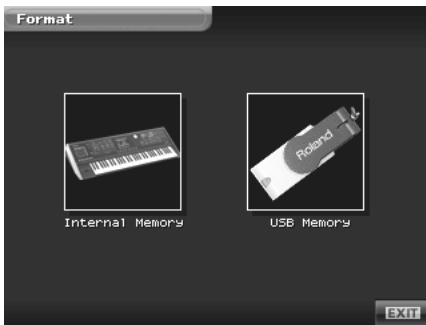 Format
Roland
Internal Memory
USB Memory
EXIT